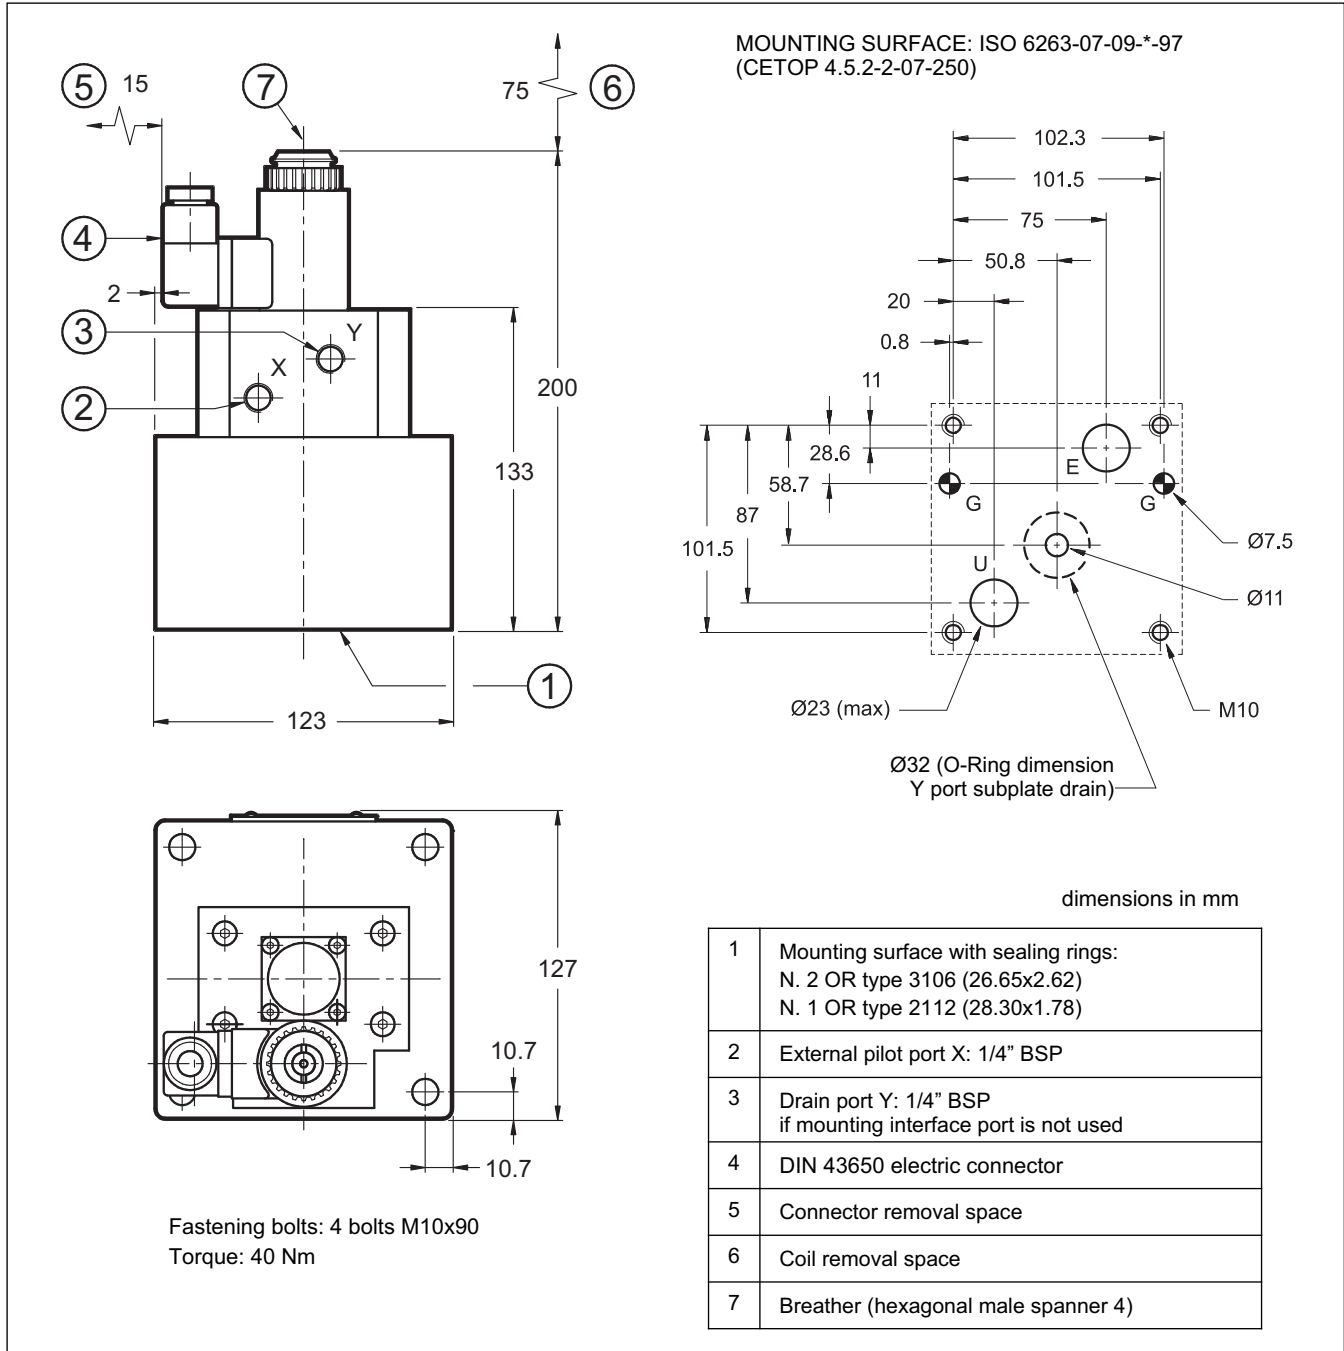 MOUNTING SURFACE: ISO 6263-07-09-*-97
(CETOP 4.5.2-2-07-250)
5
15
7
75
6
4
2
3
Y
X
2
200
133
1
123
102.3
101.5
75
50.8
20
0.8
11
28.6
58.7
87
101.5
E
G
G
U
Ø7.5
Ø11
Ø23 (max)
M10
Ø32 (O-Ring dimension
Y port subplate drain)
127
10.7
10.7
Fastening bolts: 4 bolts M10x90
Torque: 40 Nm
dimensions in mm
1
Mounting surface with sealing rings:
N. 2 OR type 3106 (26.65x2.62)
N. 1 OR type 2112 (28.30x1.78)
2
External pilot port X: 1/4” BSP
3
Drain port Y: 1/4” BSP
if mounting interface port is not used
4
DIN 43650 electric connector
5
Connector removal space
6
Coil removal space
7
Breather (hexagonal male spanner 4)